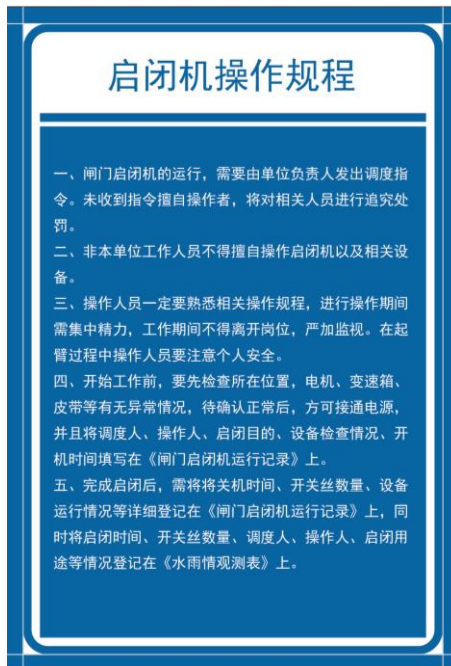 启闭机操作规程
一、闸门启闭机的运行，需要由单位负责人发出调度指
令。未收到指令擅自操作者，将对相关人员进行追究处
罚。
二、非本单位工作人员不得擅自操作启闭机以及相关设
备。
三、操作人员一定要熟悉相关操作规程，进行操作期间
需集中精力，工作期间不得离开岗位，严加监视。在起
臂过程中操作人员要注意个人安全。
四、开始工作前，要先检查所在位置，电机、变速箱、
皮带等有无异常情况，待确认正常后，方可接通电源，
并且将调度人、操作人、启闭目的、设备检查情况、开
机时间填写在《闸门启闭机运行记录》上。
五、完成启闭后，需将将关机时间、开关丝数量、设备
运行情况等详细登记在《闸门启闭机运行记录》上，同
时将启闭时间、开关丝数量、调度人、操作人、启闭用
途等情况登记在《水雨情观测表》上。